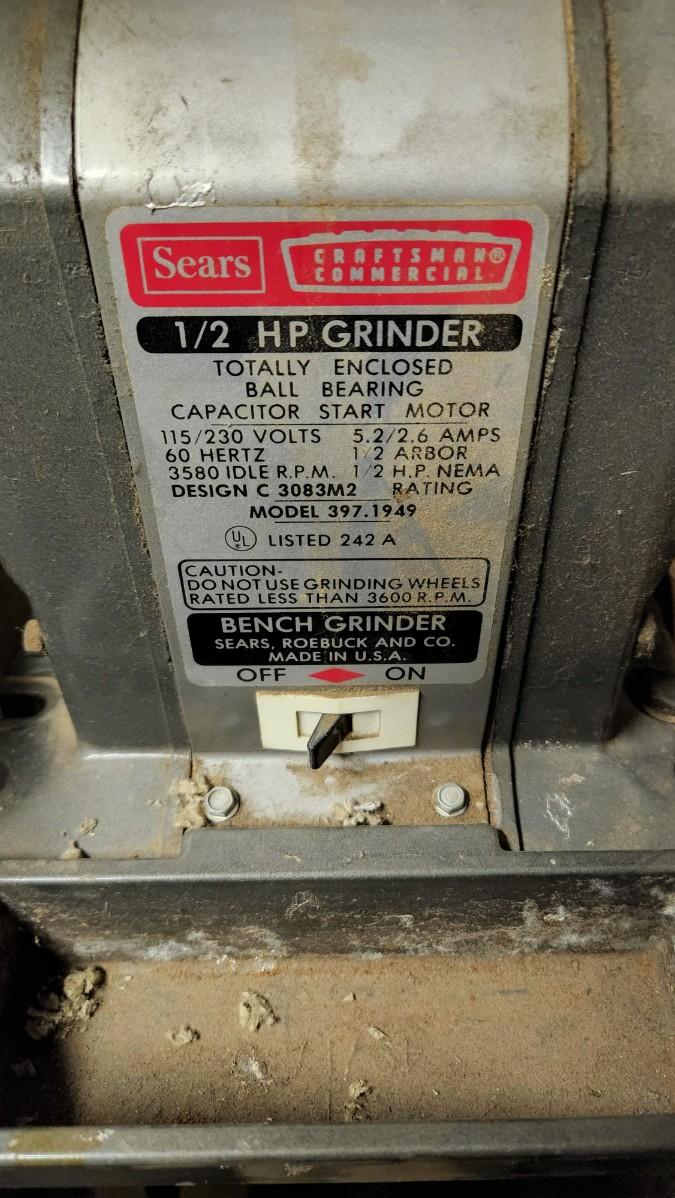 Sears CRAFTSMAN®
COMMERCIAL
1/2 HP GRINDER
TOTALLY ENCLOSED
BALL BEARING
CAPACITOR START MOTOR
115/230 VOLTS 5.2/2.6 AMPS
60 HERTZ 1/2 ARBOR
3580 IDLE R.P.M. 1/2 H.P. NEMA
DESIGN C 3083M2 RATING
MODEL 397.1949
UL LISTED 242 A
CAUTION-
DO NOT USE GRINDING WHEELS
RATED LESS THAN 3600 R.P.M.
BENCH GRINDER
SEARS, ROEBUCK AND CO.
MADE IN U.S.A.
OFF ON